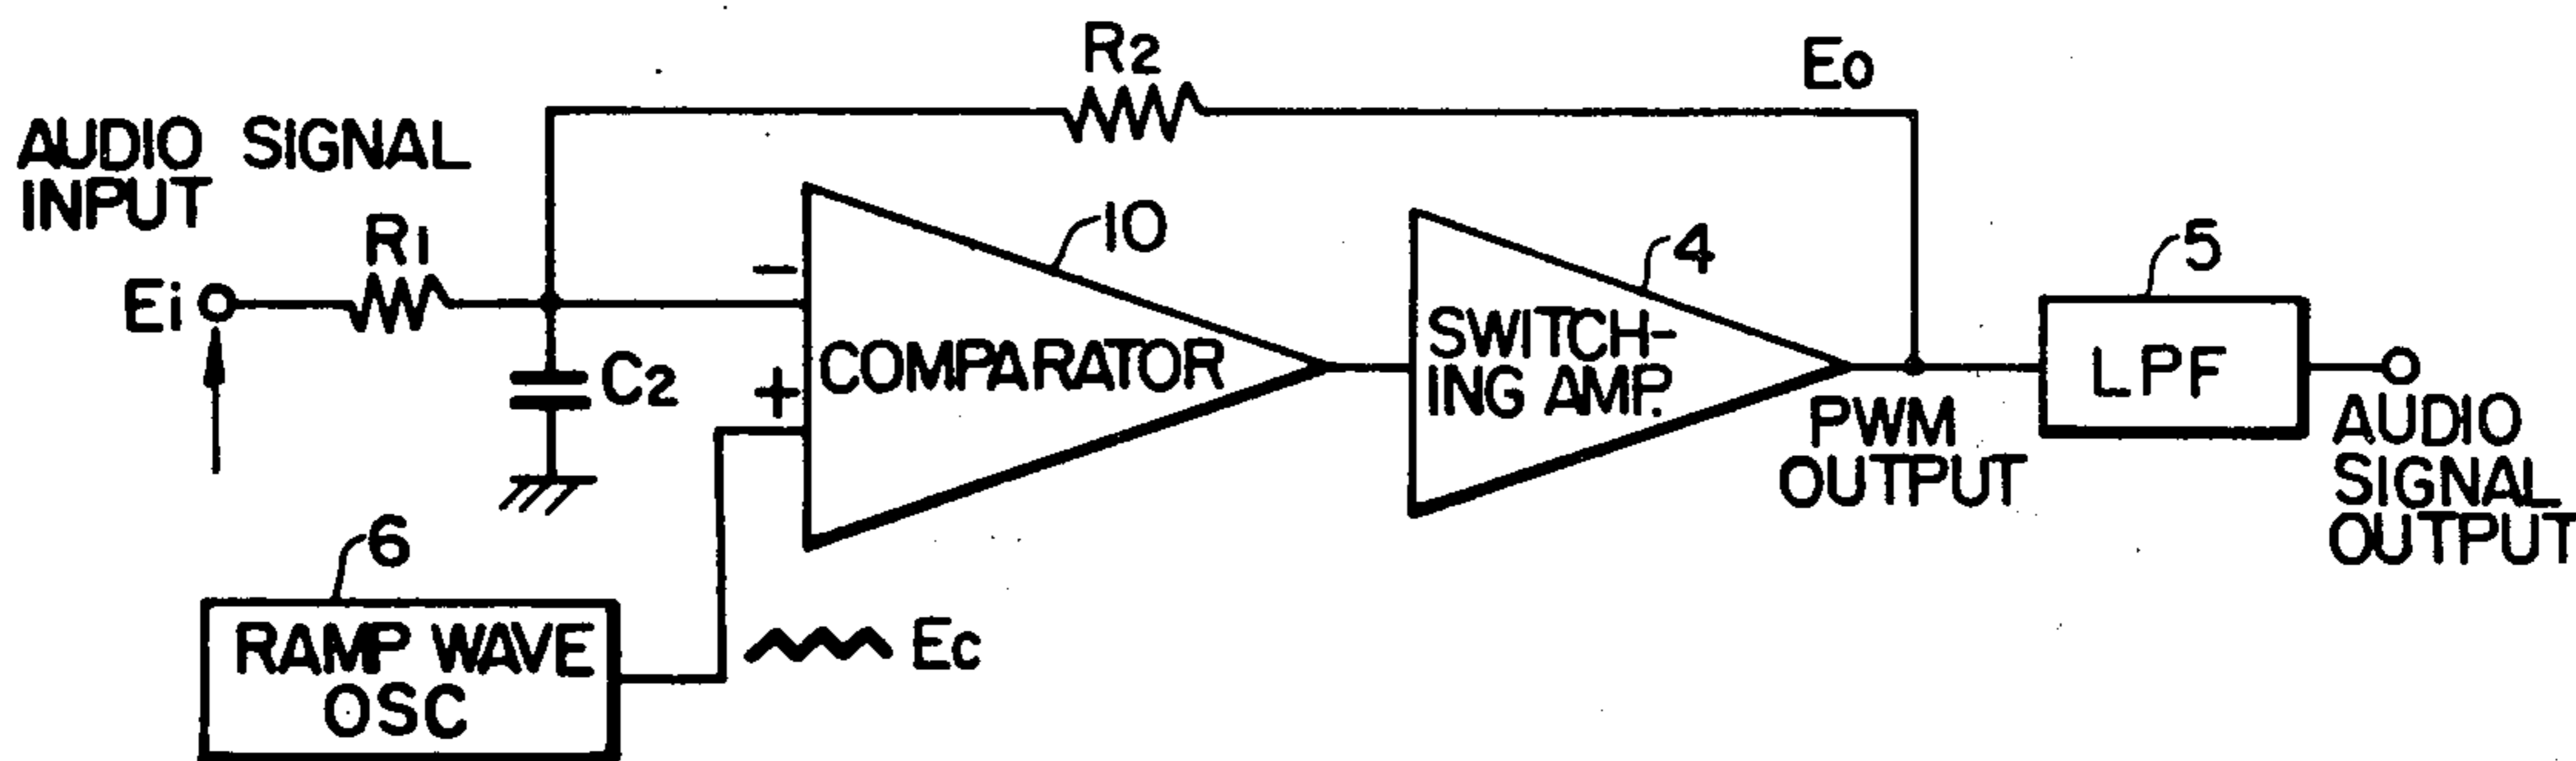 R2
Eo
AUDIO SIGNAL
INPUT
R1
10
4
5
Ei
−
C2
+
COMPARATOR
SWITCH-
ING AMP.
LPF
PWM
OUTPUT
AUDIO
SIGNAL
OUTPUT
6
RAMP WAVE
OSC
Ec